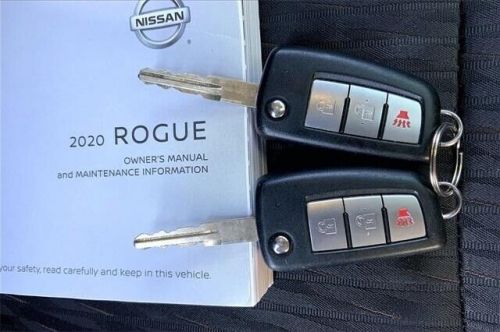 NISSAN
2020 ROGUE
OWNER'S MANUAL
and MAINTENANCE INFORMATION
your safety, read carefully and keep in this vehicle.